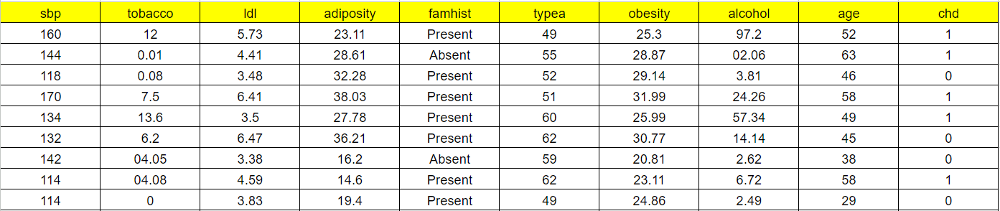 sbp tobacco ldl adiposity famhist typea obesity alcohol age chd
160 12 5.73 23.11 Present 49 25.3 97.2 52 1
144 0.01 4.41 28.61 Absent 55 28.87 02.06 63 1
118 0.08 3.48 32.28 Present 52 29.14 3.81 46 0
170 7.5 6.41 38.03 Present 51 31.99 24.26 58 1
134 13.6 3.5 27.78 Present 60 25.99 57.34 49 1
132 6.2 6.47 36.21 Present 62 30.77 14.14 45 0
142 04.05 3.38 16.2 Absent 59 20.81 2.62 38 0
114 04.08 4.59 14.6 Present 62 23.11 6.72 58 1
114 0 3.83 19.4 Present 49 24.86 2.49 29 0